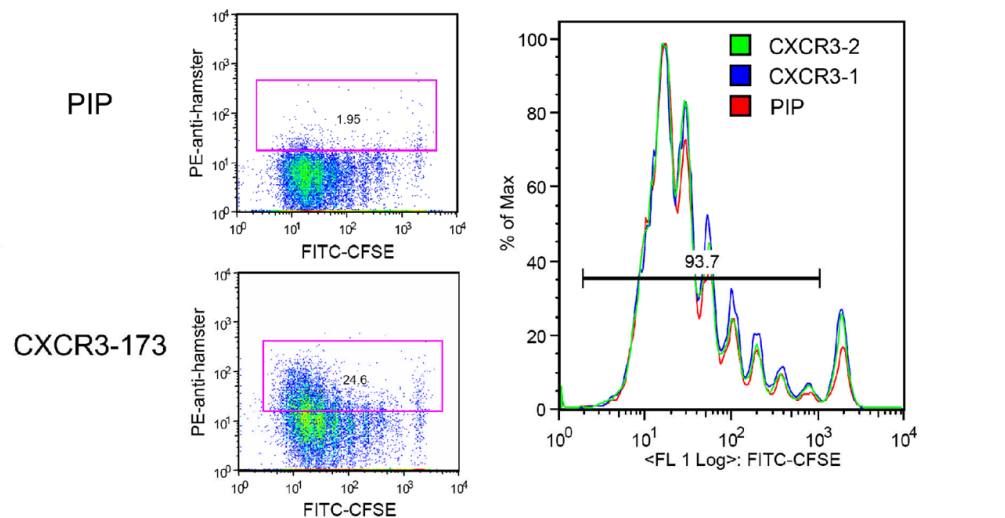 PIP
PE-anti-hamster
10⁴
10³
10²
10¹
10⁰
1.95
10⁰ 10¹ 10² 10³ 10⁴
FITC-CFSE
CXCR3-173
PE-anti-hamster
10⁴
10³
10²
10¹
10⁰
24.6
10⁰ 10¹ 10² 10³ 10⁴
FITC-CFSE
% of Max
100
80
60
40
20
0
CXCR3-2
CXCR3-1
PIP
93.7
10⁰ 10¹ 10² 10³ 10⁴
<FL 1 Log>: FITC-CFSE